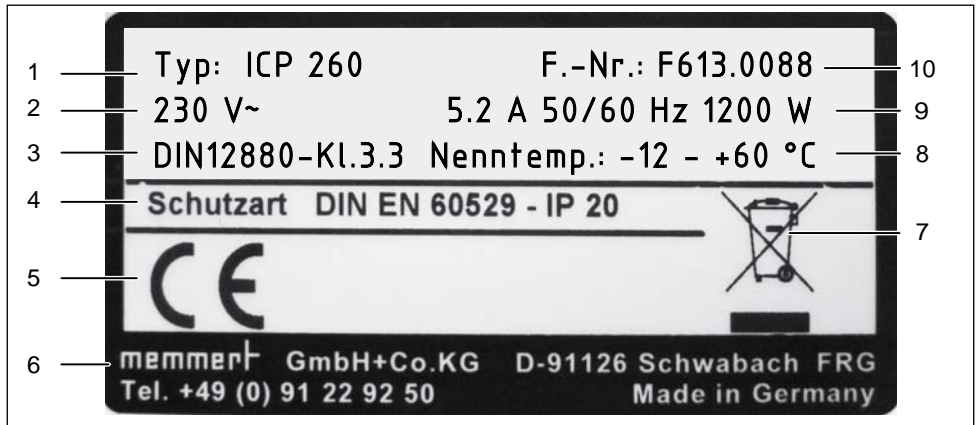 1 Typ: ICP 260 F.-Nr.: F613.0088 10
2 230 V~ 5.2 A 50/60 Hz 1200 W 9
3 DIN12880-Kl.3.3 Nenntemp.: -12 - +60 °C 8
4 Schutzart DIN EN 60529 - IP 20
7
5 CE
6 memmert GmbH+Co.KG D-91126 Schwabach FRG
Tel. +49 (0) 91 22 92 50 Made in Germany